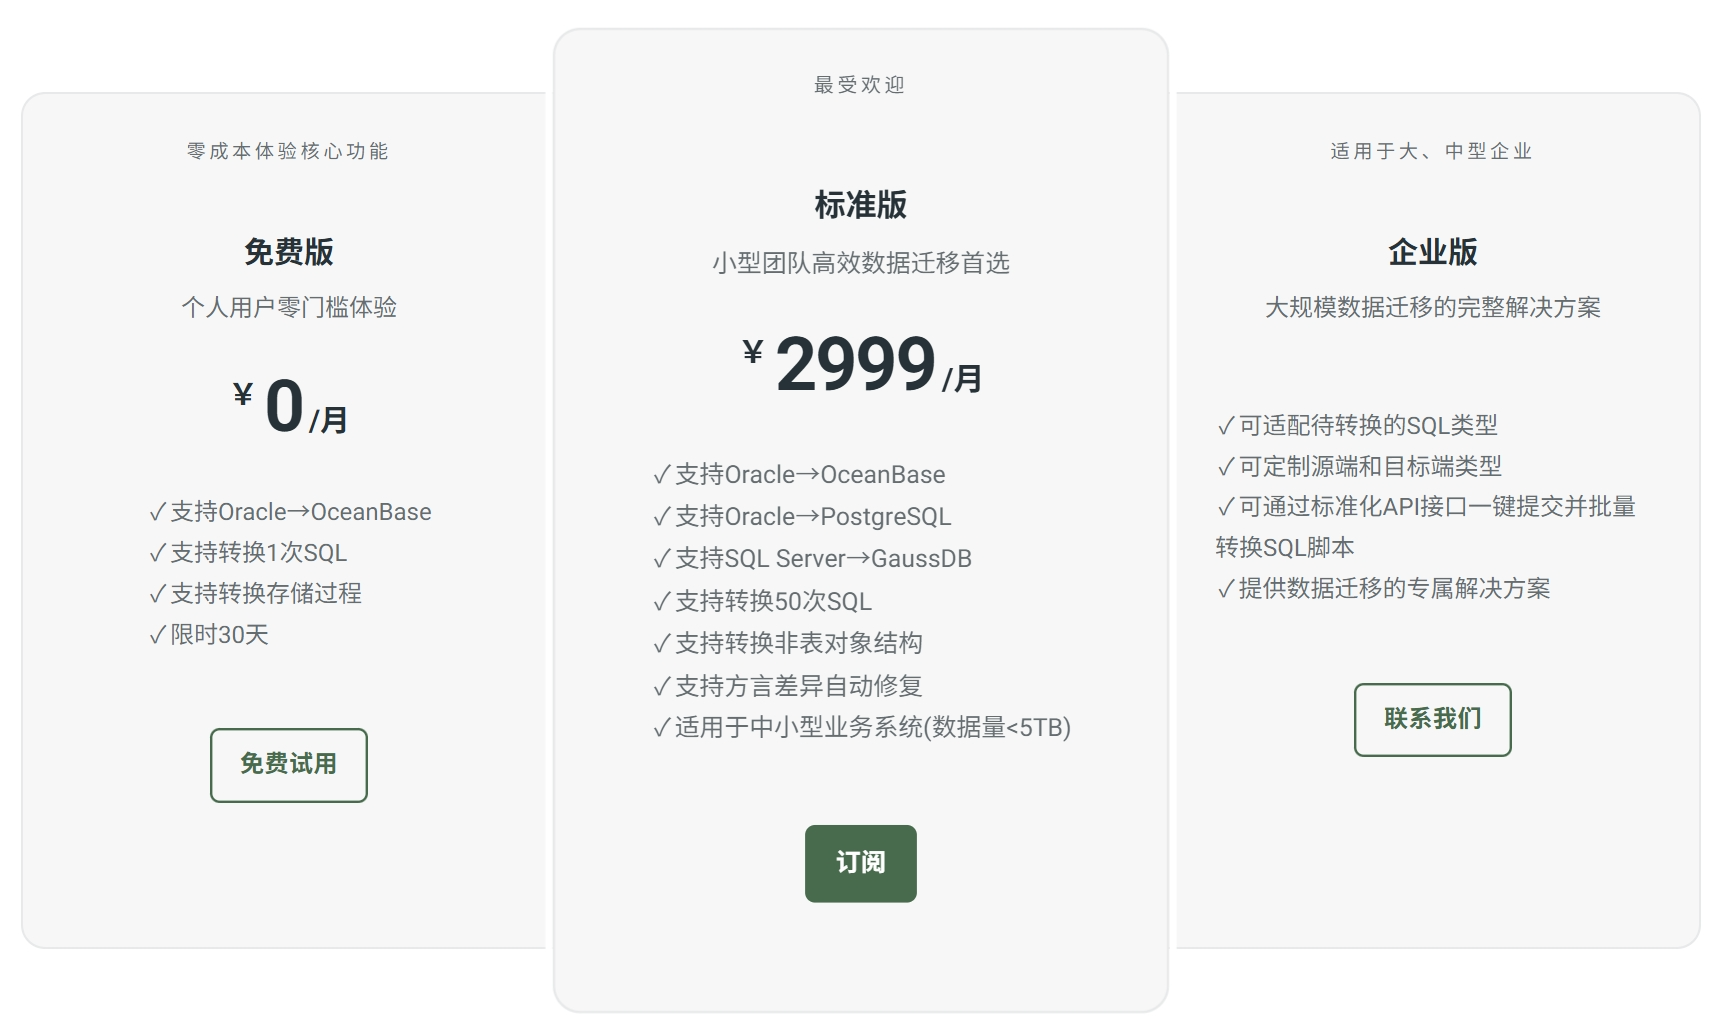 零成本体验核心功能
免费版
个人用户零门槛体验
¥ 0/月
✓支持Oracle→OceanBase
✓支持转换1次SQL
✓支持转换存储过程
✓限时30天
免费试用
最受欢迎
标准版
小型团队高效数据迁移首选
¥ 2999/月
✓支持Oracle→OceanBase
✓支持Oracle→PostgreSQL
✓支持SQL Server→GaussDB
✓支持转换50次SQL
✓支持转换非表对象结构
✓支持方言差异自动修复
✓适用于中小型业务系统(数据量<5TB)
订阅
适用于大、中型企业
企业版
大规模数据迁移的完整解决方案
✓可适配待转换的SQL类型
✓可定制源端和目标端类型
✓可通过标准化API接口一键提交并批量
转换SQL脚本
✓提供数据迁移的专属解决方案
联系我们